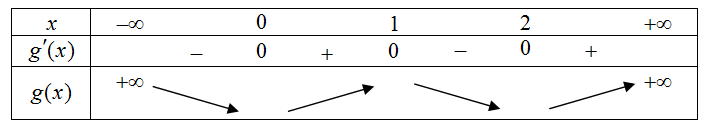 x −∞ 0 1 2 +∞
g′(x) − 0 + 0 − 0 +
g(x) +∞ +∞